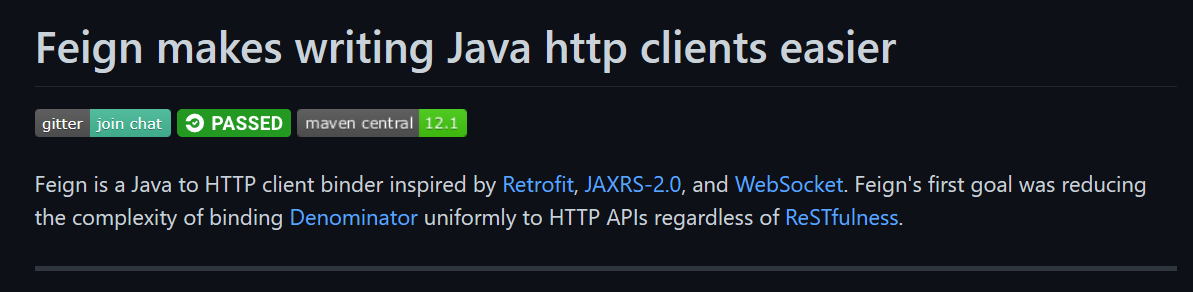 Feign makes writing Java http clients easier
gitter join chat PASSED maven central 12.1
Feign is a Java to HTTP client binder inspired by Retrofit, JAXRS-2.0, and WebSocket. Feign's first goal was reducing
the complexity of binding Denominator uniformly to HTTP APIs regardless of ReSTfulness.